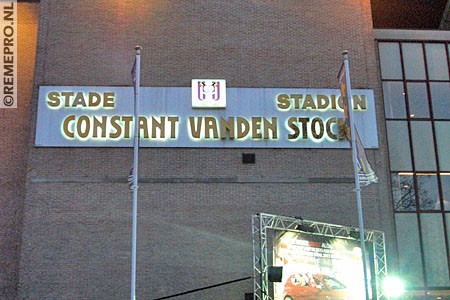 © REMEPRO.NL
STADE STADION
CONSTANT VANDEN STOCK